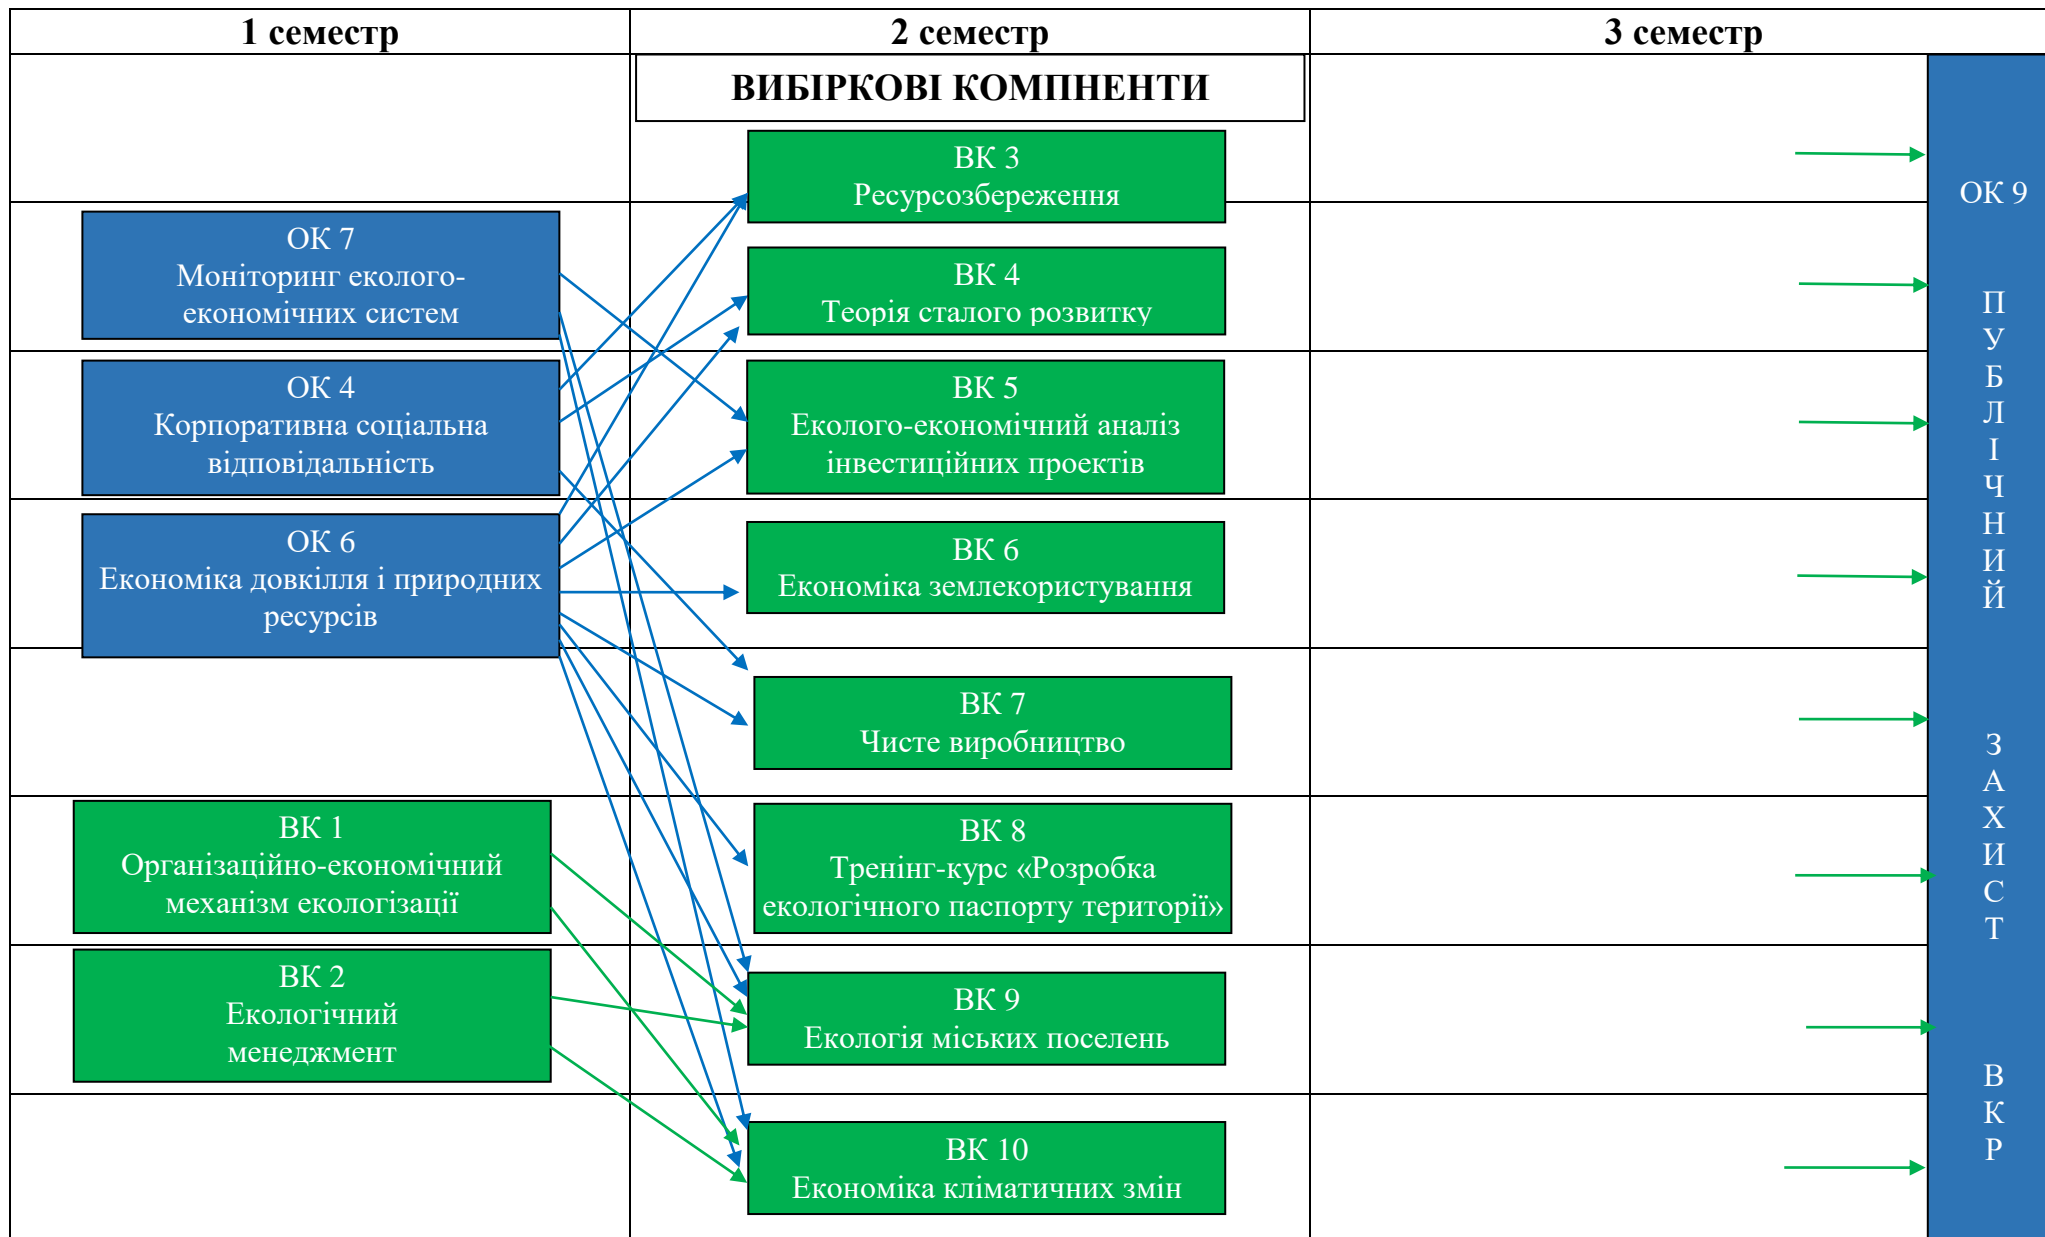 1 семестр
2 семестр
3 семестр
ВИБІРКОВІ КОМПНЕНТИ
ОК 7
Моніторинг еколого-
економічних систем
ОК 4
Корпоративна соціальна
відповідальність
ОК 6
Економіка довкілля і природних
ресурсів
ВК 1
Організаційно-економічний
механізм екологізації
ВК 2
Екологічний
менеджмент
ВК 3
Ресурсозбереження
ВК 4
Теорія сталого розвитку
ВК 5
Еколого-економічний аналіз
інвестиційних проектів
ВК 6
Економіка землекористування
ВК 7
Чисте виробництво
ВК 8
Тренінг-курс «Розробка
екологічного паспорту території»
ВК 9
Екологія міських поселень
ВК 10
Економіка кліматичних змін
ОК 9
П
У
Б
Л
І
Ч
Н
И
Й
З
А
Х
И
С
Т
В
К
Р